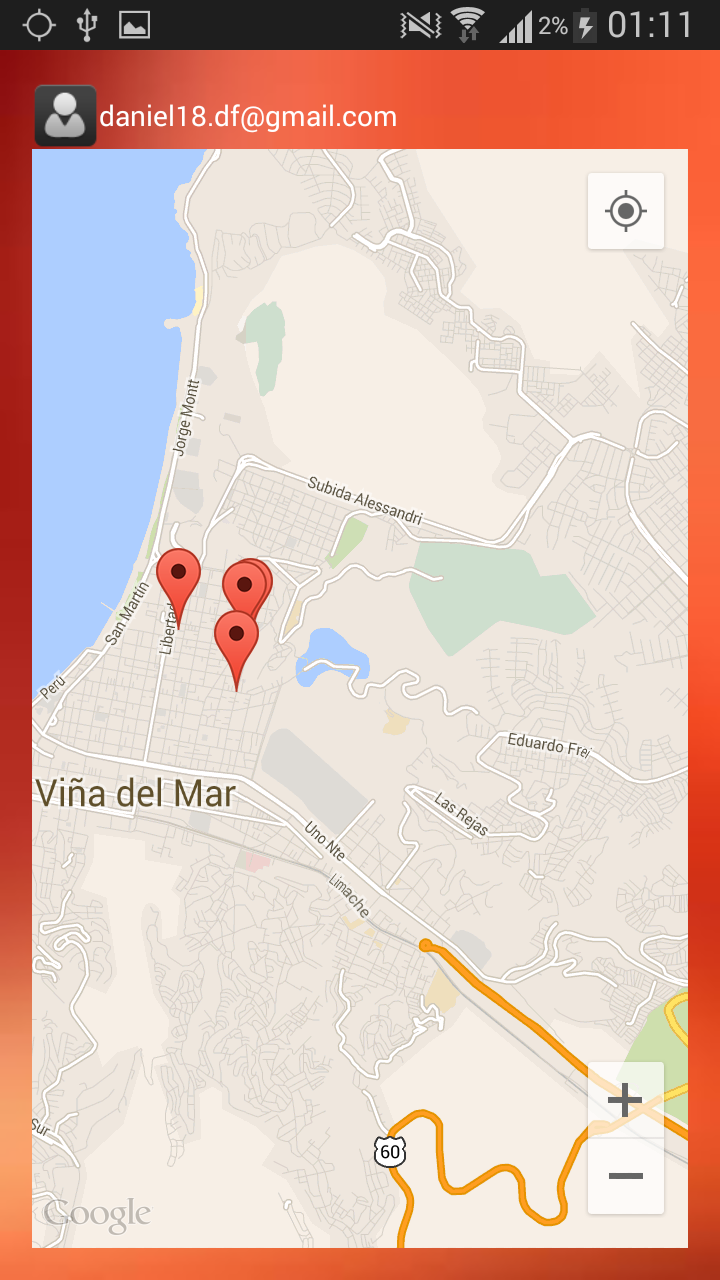 2% 01:11
daniel18.df@gmail.com
Jorge Montt
Subida Alessandri
San Martín
Libertad
Perú
Eduardo Frei
Viña del Mar
Las Rejas
Uno Nte
Limache
Sur
60
Google